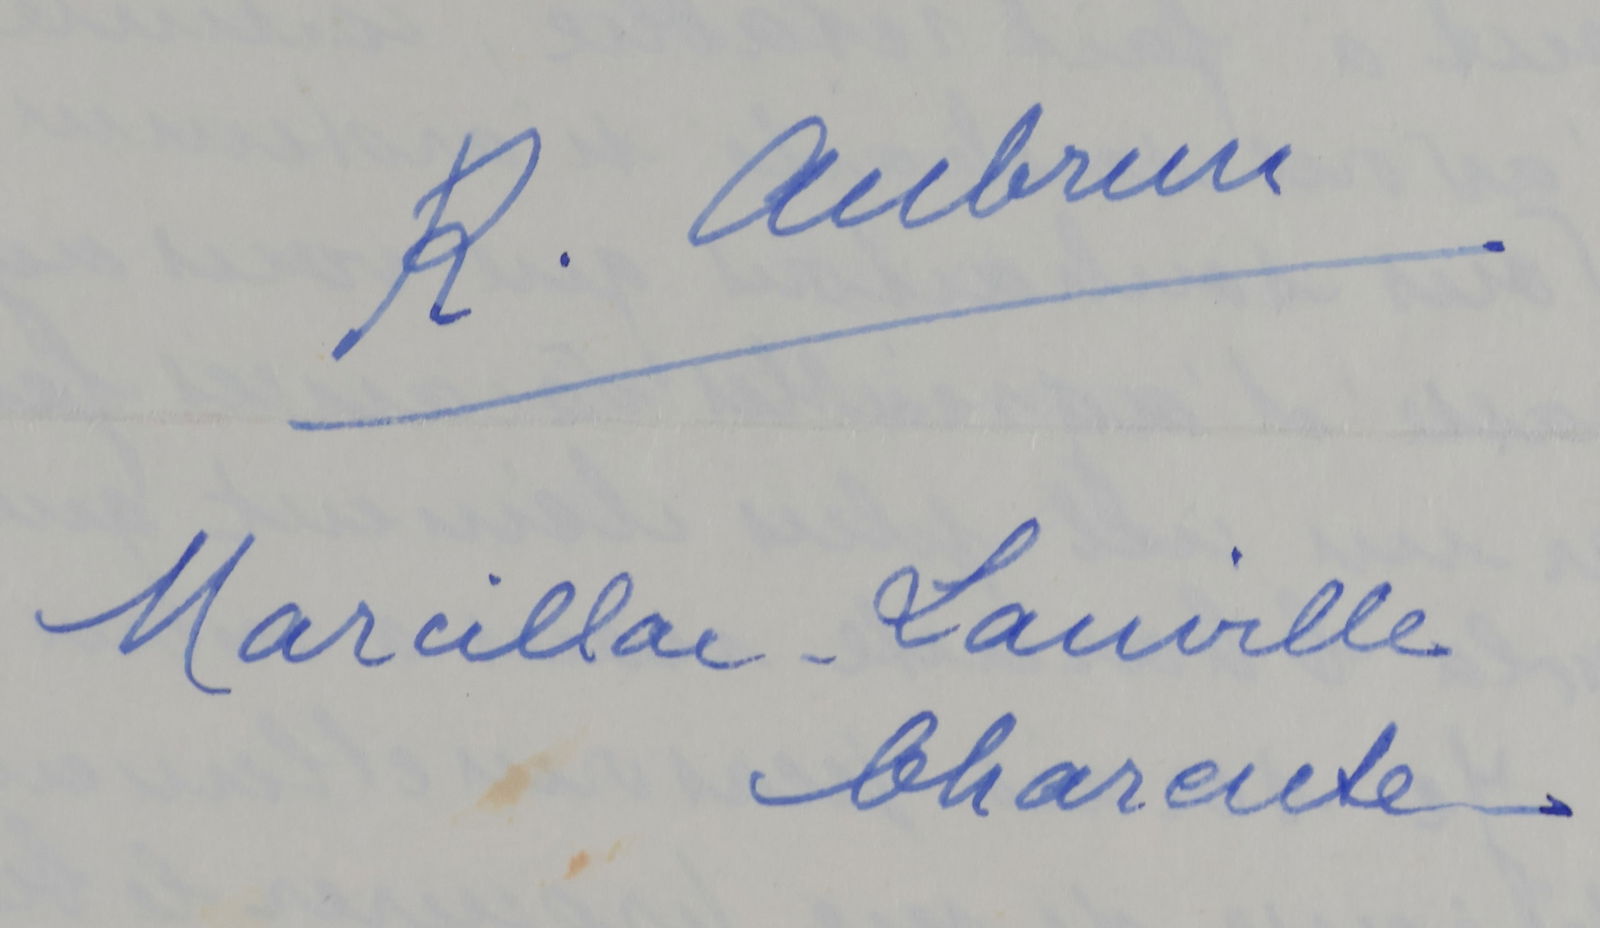 R. Aubrun
Marcillac - Lanville
Charente